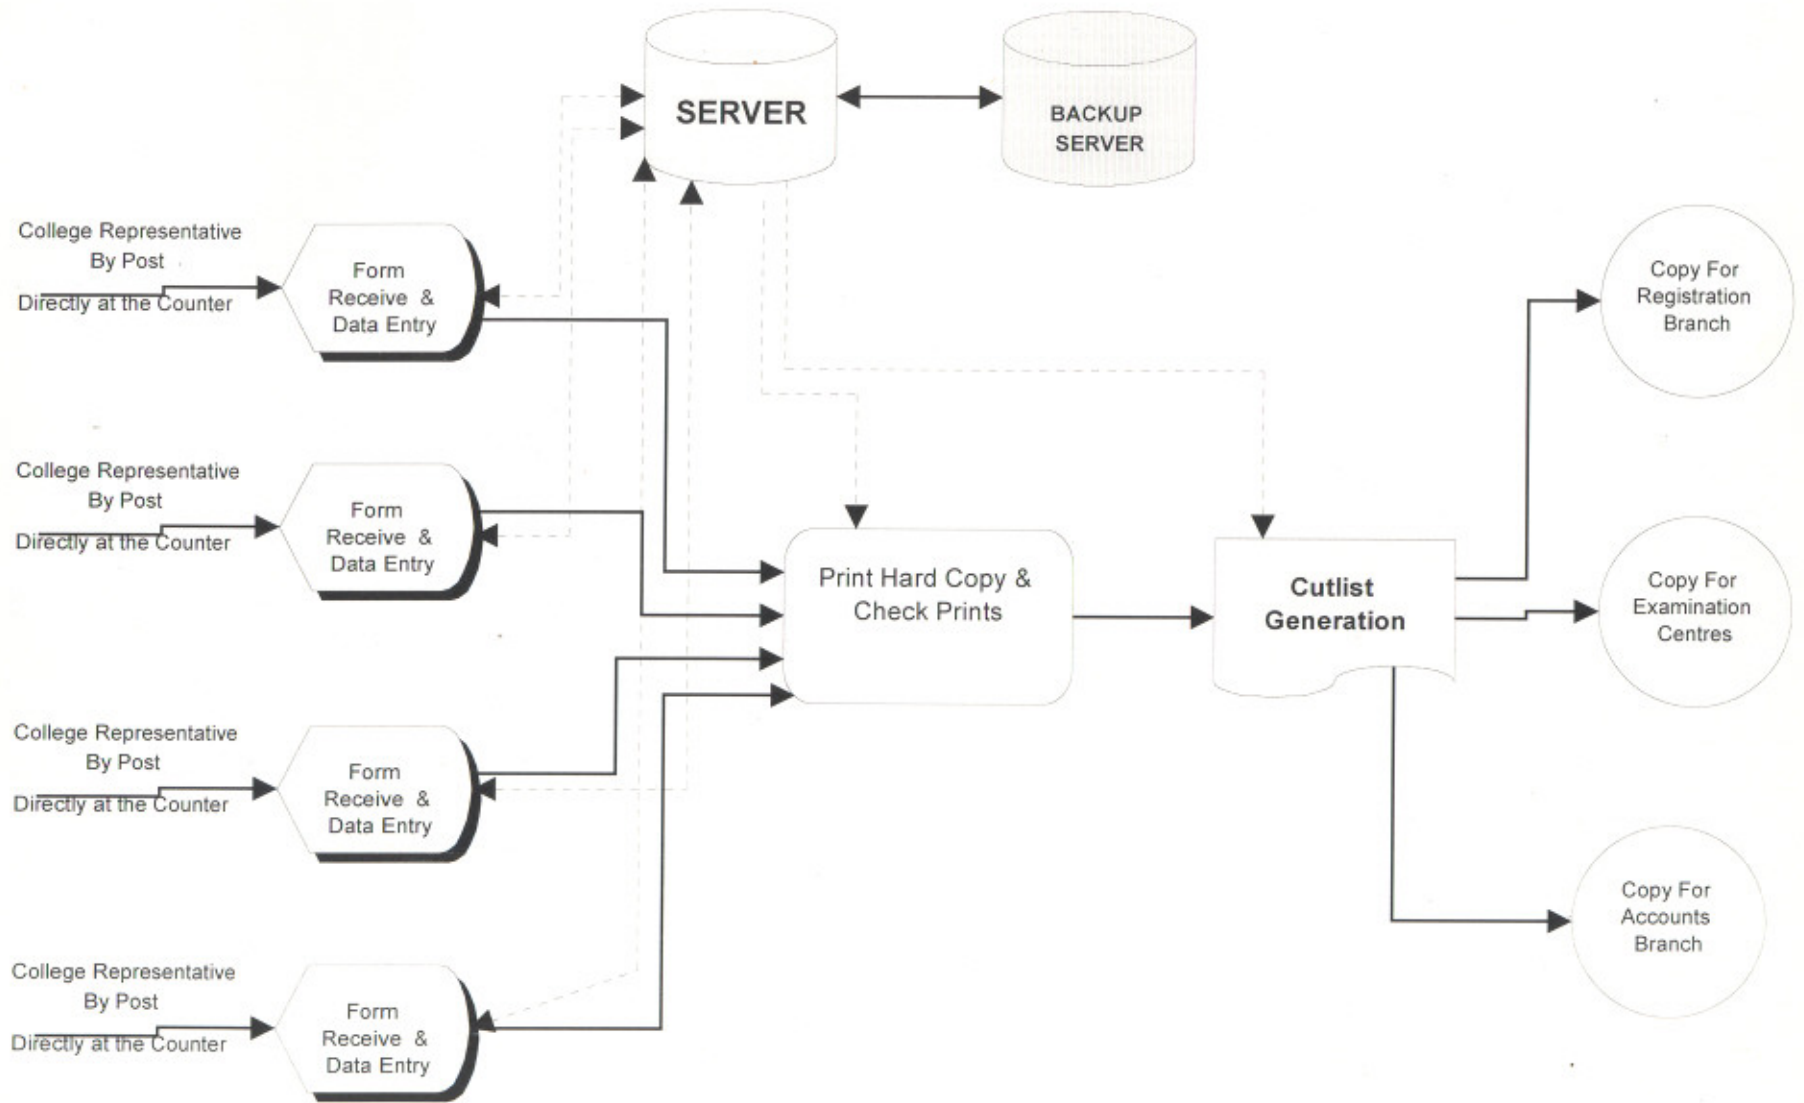 SERVER
BACKUP
SERVER
College Representative
By Post
Directly at the Counter
Form
Receive &
Data Entry
Copy For
Registration
Branch
College Representative
By Post
Directly at the Counter
Form
Receive &
Data Entry
Print Hard Copy &
Check Prints
Cutlist
Generation
Copy For
Examination
Centres
College Representative
By Post
Directly at the Counter
Form
Receive &
Data Entry
Copy For
Accounts
Branch
College Representative
By Post
Directly at the Counter
Form
Receive &
Data Entry